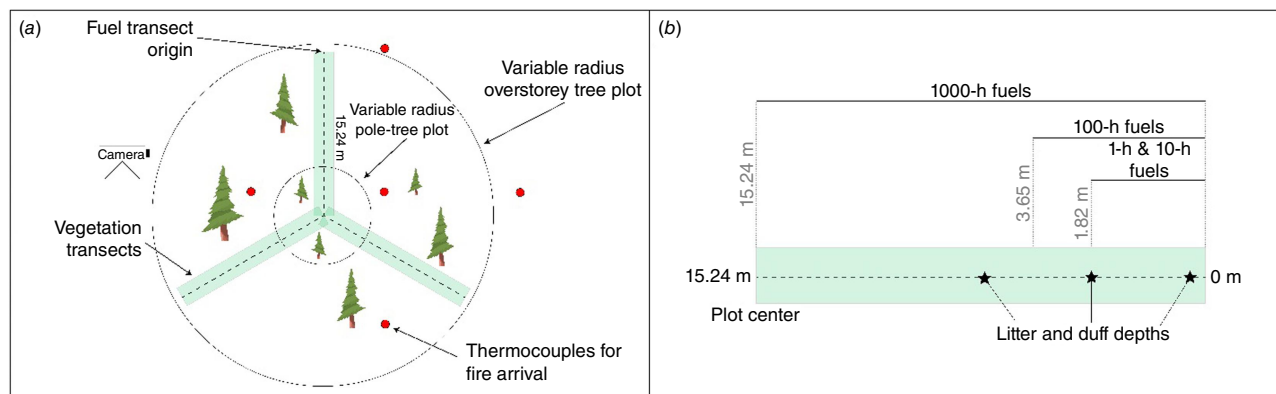 (a)
Fuel transect
origin
Variable radius
overstorey tree plot
Variable radius
pole-tree plot
15.24 m
Camera
Vegetation
transects
Thermocouples for
fire arrival
(b)
1000-h fuels
100-h fuels
1-h & 10-h
fuels
15.24 m
3.65 m
1.82 m
15.24 m
0 m
Plot center
Litter and duff depths